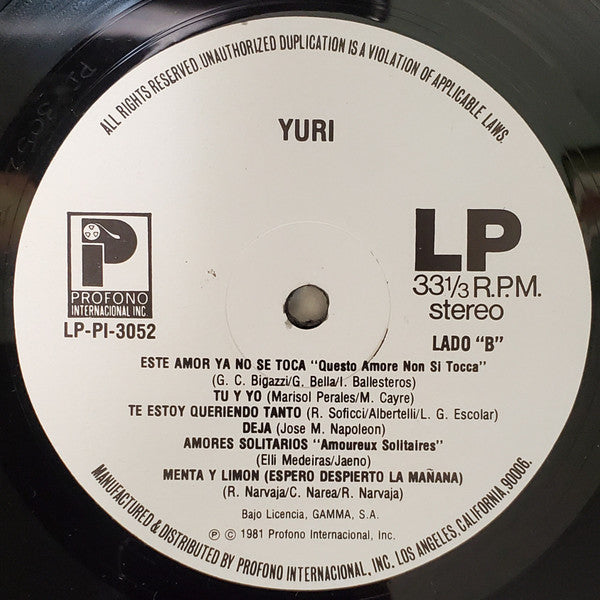 ALL RIGHTS RESERVED. UNAUTHORIZED DUPLICATION IS A VIOLATION OF APPLICABLE LAWS.
YURI
PROFONO
INTERNACIONAL INC
LP-PI-3052
LP
33 1/3 R.P.M.
stereo
LADO "B"
ESTE AMOR YA NO SE TOCA "Questo Amore Non Si Tocca"
(G. C. Bigazzi/G. Bella/I. Ballesteros)
TU Y YO (Marisol Perales/M. Cayre)
TE ESTOY QUERIENDO TANTO (R. Soficci/Albertelli/L. G. Escolar)
DEJA (Jose M. Napoleon)
AMORES SOLITARIOS "Amoureux Solitaires"
(Elli Medeiras/Jaeno)
MENTA Y LIMON (ESPERO DESPIERTO LA MAÑANA)
(R. Narvaja/C. Narea/R. Narvaja)
Bajo Licencia, GAMMA, S.A.
Ⓟ © 1981 Profono Internacional, Inc.
MANUFACTURED & DISTRIBUTED BY PROFONO INTERNACIONAL, INC. LOS ANGELES, CALIFORNIA. 90006.